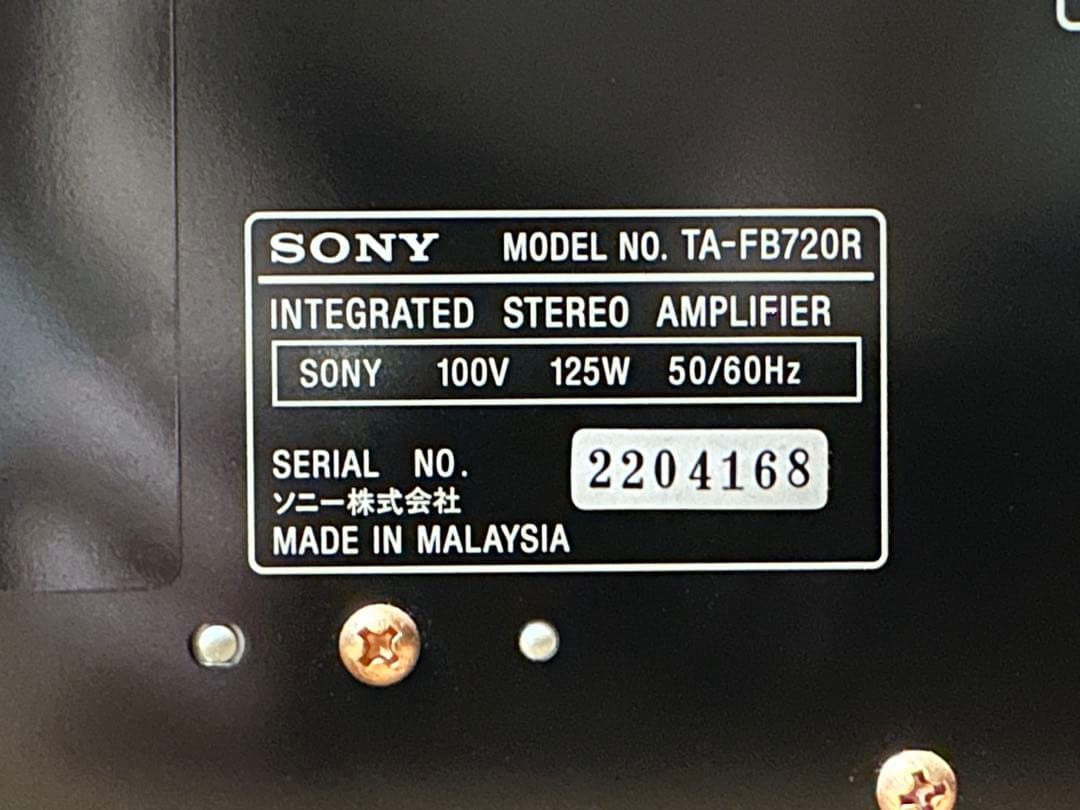 SONY MODEL NO. TA-FB720R
INTEGRATED STEREO AMPLIFIER
SONY 100V 125W 50/60Hz
SERIAL NO. 2204168
ソニー株式会社
MADE IN MALAYSIA